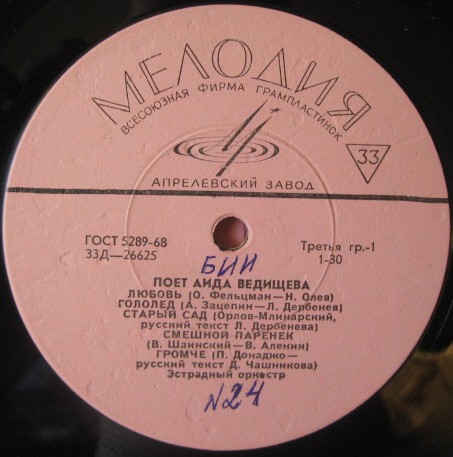 МЕЛОДИЯ
ВСЕСОЮЗНАЯ ФИРМА ГРАМПЛАСТИНОК
33
АПРЕЛЕВСКИЙ ЗАВОД
ГОСТ 5289-68
33Д—26625
Третья гр.-1
1-30
БИН
ПОЕТ АИДА ВЕДИЩЕВА
ЛЮБОВЬ (О. Фельцман—Н. Олев)
ГОЛОЛЕД (А. Зацепин—Л. Дербенев)
СТАРЫЙ САД (Орлов-Млинарский,
русский текст Л. Дербенева)
СМЕШНОЙ ПАРЕНЕК
(В. Шаинский—В. Аленин)
ГРОМЧЕ (П. Донаджо—
русский текст Д. Чашникова)
Эстрадный оркестр
№24